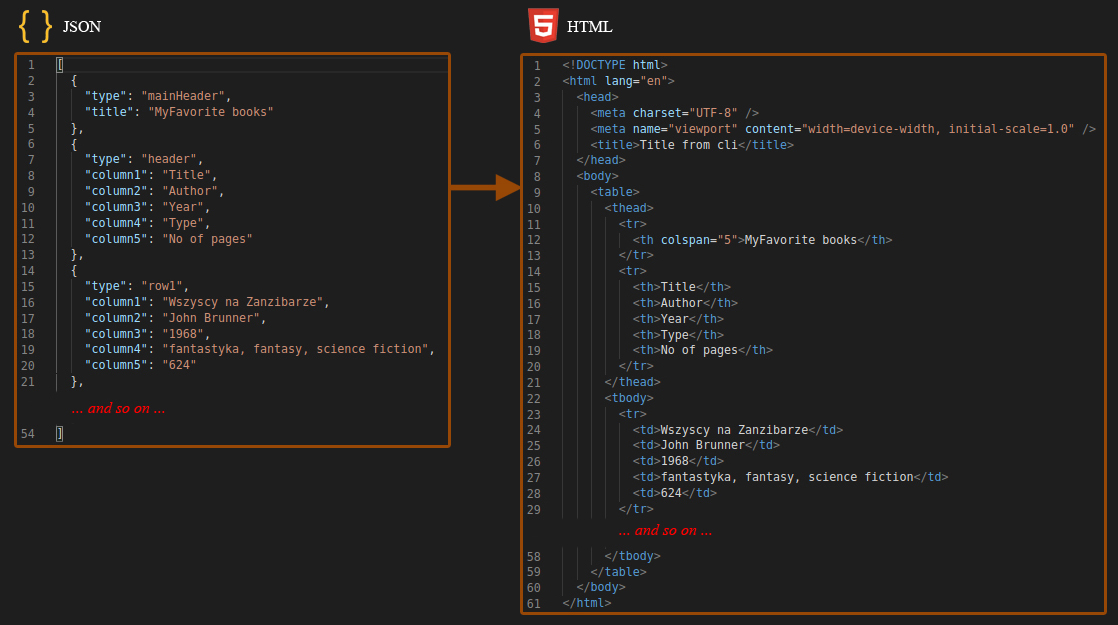 { } JSON
1 [
2 {
3 "type": "mainHeader",
4 "title": "MyFavorite books"
5 },
6 {
7 "type": "header",
8 "column1": "Title",
9 "column2": "Author",
10 "column3": "Year",
11 "column4": "Type",
12 "column5": "No of pages"
13 },
14 {
15 "type": "row1",
16 "column1": "Wszyscy na Zanzibarze",
17 "column2": "John Brunner",
18 "column3": "1968",
19 "column4": "fantastyka, fantasy, science fiction",
20 "column5": "624"
21 },
... and so on ...
54 ]
5 HTML
1 <!DOCTYPE html>
2 <html lang="en">
3 <head>
4 <meta charset="UTF-8" />
5 <meta name="viewport" content="width=device-width, initial-scale=1.0" />
6 <title>Title from cli</title>
7 </head>
8 <body>
9 <table>
10 <thead>
11 <tr>
12 <th colspan="5">MyFavorite books</th>
13 </tr>
14 <tr>
15 <th>Title</th>
16 <th>Author</th>
17 <th>Year</th>
18 <th>Type</th>
19 <th>No of pages</th>
20 </tr>
21 </thead>
22 <tbody>
23 <tr>
24 <td>Wszyscy na Zanzibarze</td>
25 <td>John Brunner</td>
26 <td>1968</td>
27 <td>fantastyka, fantasy, science fiction</td>
28 <td>624</td>
29 </tr>
... and so on ...
58 </tbody>
59 </table>
60 </body>
61 </html>